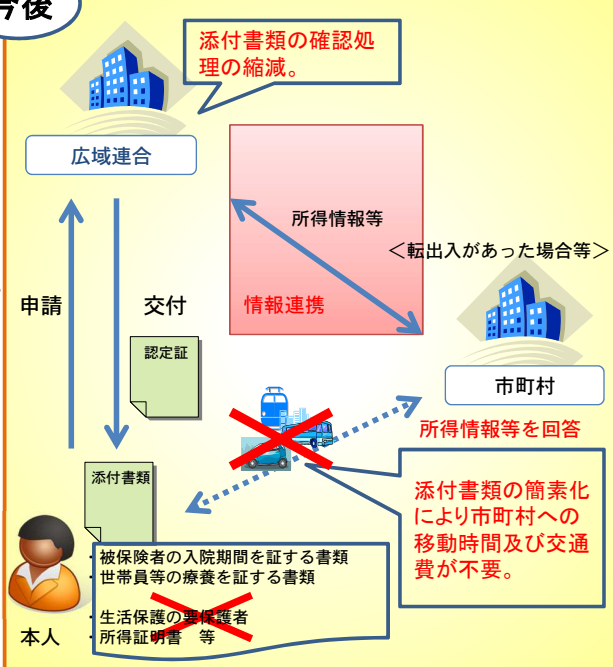 今後
添付書類の確認処
理の縮減。
広域連合
所得情報等
＜転出入があった場合等＞
申請
交付
情報連携
認定証
市町村
所得情報等を回答
添付書類
添付書類の簡素化
により市町村への
移動時間及び交通
費が不要。
・被保険者の入院期間を証する書類
・世帯員等の療養を証する書類
・生活保護の要保護者
・所得証明書 等
本人